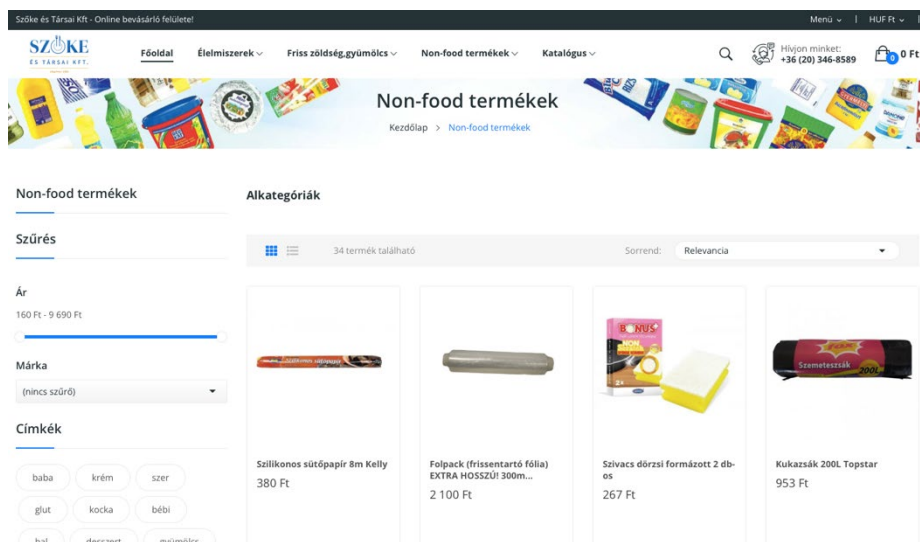 Szőke és Társai Kft - Online bevásárló felülete!
Menü
HUF Ft
SZŐKE
ÉS TÁRSAI KFT.
Főoldal
Élelmiszerek
Friss zöldség,gyümölcs
Non-food termékek
Katalógus
Hívjon minket:
+36 (20) 346-8589
0
0 Ft
Non-food termékek
Kezdőlap > Non-food termékek
Non-food termékek
Szűrés
Ár
160 Ft - 9 690 Ft
Márka
(nincs szűrő)
Címkék
baba
krém
szer
glut
kocka
bébi
hal
desszert
gyümölcs
Alkategóriák
34 termék található
Sorrend:
Relevancia
Szilikonos sütőpapír 8m Kelly
380 Ft
Folpack (frissentartó fólia)
EXTRA HOSSZÚ! 300m...
2 100 Ft
BONUS
NON
2x
Szivacs dörzsi formázott 2 db-
os
267 Ft
Szemeteszsák
200L
Kukazsák 200L Topstar
953 Ft